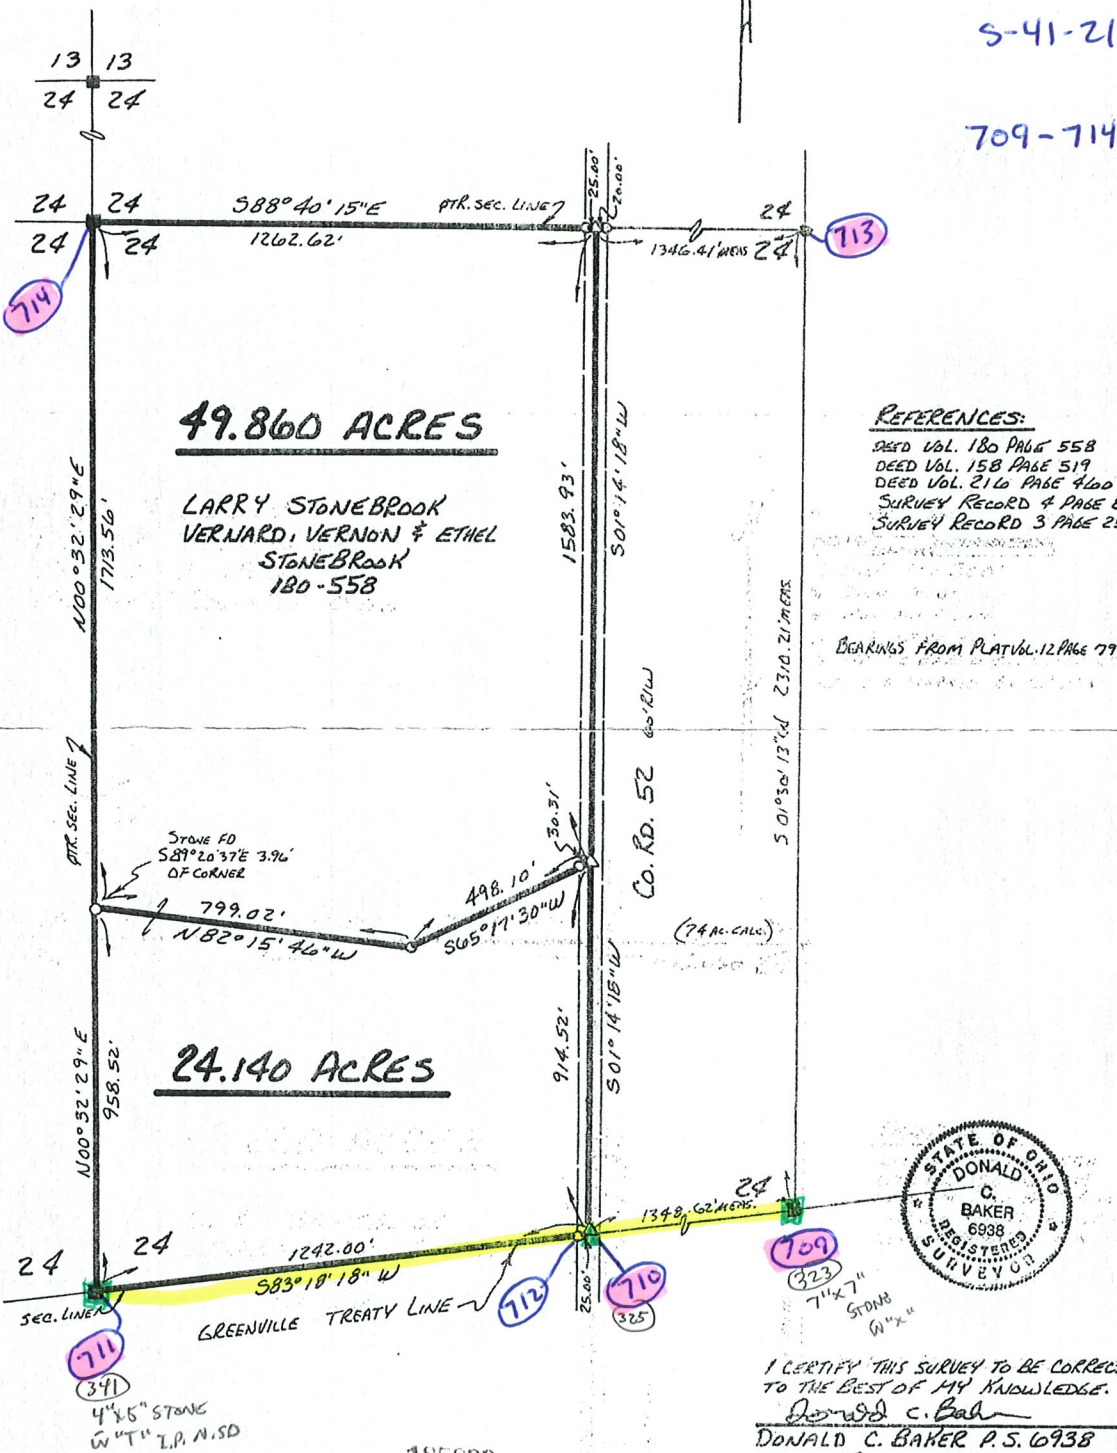 S-41-21
709-714
13 13
24 24
24 24
24 24
S88°40'15"E
1262.62'
QTR. SEC. LINE
25.00'
20.00'
1346.41' MEAS
24
24
713
714
49.860 ACRES
LARRY STONEBROOK
VERNARD, VERNON & ETHEL
STONEBROOK
180-558
N00°32'29"E
1713.56'
1583.93'
S01°14'18"W
REFERENCES:
DEED VOL. 180 PAGE 558
DEED VOL. 158 PAGE 519
DEED VOL. 216 PAGE 460
SURVEY RECORD 4 PAGE
SURVEY RECORD 3 PAGE
BEARINGS FROM PLAT VOL. 12 PAGE 79
S01°30'13"W 2310.21' MEAS.
CO. RD. 52 60' R/W
QTR. SEC. LINE
STONE FD
S89°20'37"E 3.96'
OF CORNER
799.02'
N82°15'46"W
498.10'
S65°17'30"W
30.31'
(74 AC. CALC.)
24.140 ACRES
N00°32'29"E
958.52'
914.52'
S01°14'18"W
24
24
1242.00'
S83°18'18"W
1348.62' MEAS.
24
SEC. LINE
GREENVILLE TREATY LINE
25.00'
711
712
710
709
341
325
323
4"x5" STONE
W "T" I.P. N.SD
7"x7"
STONE
W "x"
STATE OF OHIO
DONALD
C.
BAKER
6938
REGISTERED
SURVEYOR
I CERTIFY THIS SURVEY TO BE CORRECT
TO THE BEST OF MY KNOWLEDGE.
Donald C. Baker
DONALD C. BAKER P.S. 6938